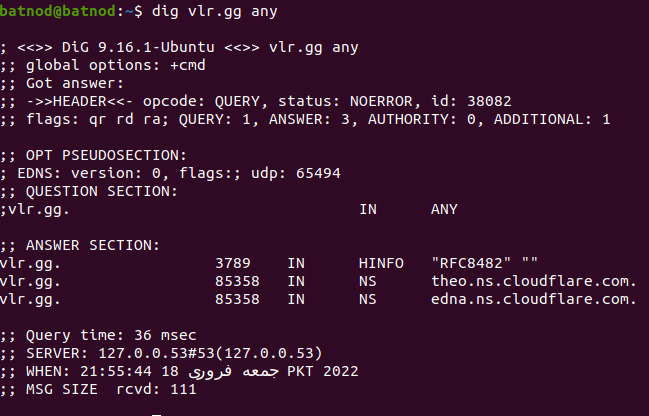 batnod@batnod:~$ dig vlr.gg any
; <<>> DiG 9.16.1-Ubuntu <<>> vlr.gg any
;; global options: +cmd
;; Got answer:
;; ->>HEADER<<- opcode: QUERY, status: NOERROR, id: 38082
;; flags: qr rd ra; QUERY: 1, ANSWER: 3, AUTHORITY: 0, ADDITIONAL: 1
;; OPT PSEUDOSECTION:
; EDNS: version: 0, flags:; udp: 65494
;; QUESTION SECTION:
;vlr.gg. IN ANY
;; ANSWER SECTION:
vlr.gg. 3789 IN HINFO "RFC8482" ""
vlr.gg. 85358 IN NS theo.ns.cloudflare.com.
vlr.gg. 85358 IN NS edna.ns.cloudflare.com.
;; Query time: 36 msec
;; SERVER: 127.0.0.53#53(127.0.0.53)
;; WHEN: 21:55:44 18 جمعه فروری PKT 2022
;; MSG SIZE rcvd: 111